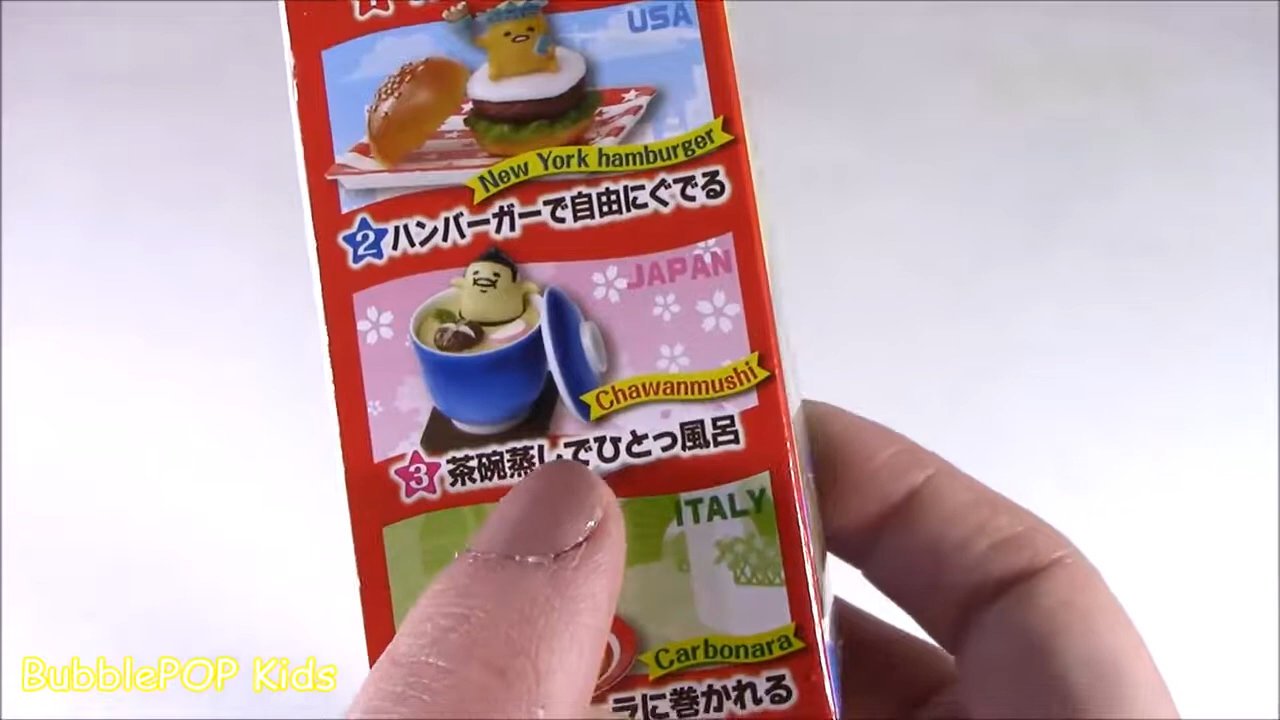 USA
New York hamburger
2 ハンバーガーで自由にぐでる
JAPAN
Chawanmushi
3 茶碗蒸しでひとっ風呂
ITALY
Carbonara
ラに巻かれる
BubblePOP Kids